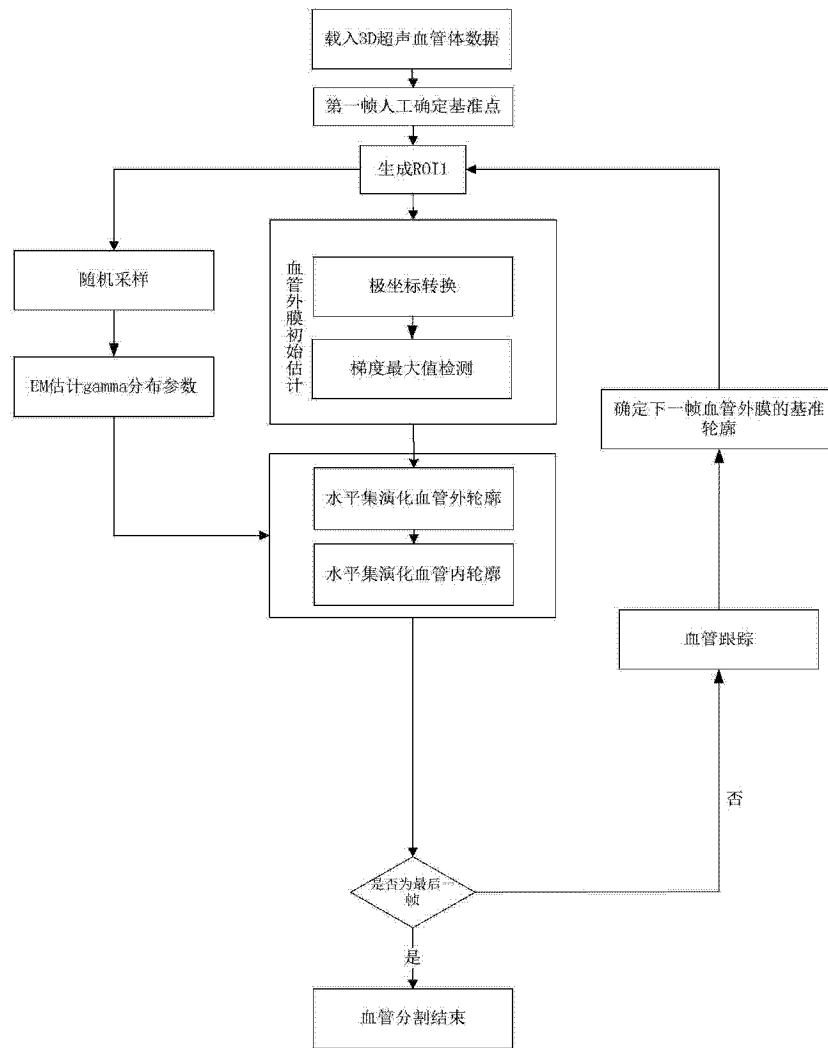 载入3D超声血管体数据
第一帧人工确定基准点
生成ROI1
随机采样
EM估计gamma分布参数
血管外膜初始估计
极坐标转换
梯度最大值检测
水平集演化血管外轮廓
水平集演化血管内轮廓
确定下一帧血管外膜的基准
轮廓
血管跟踪
否
是否为最后一
帧
是
血管分割结束